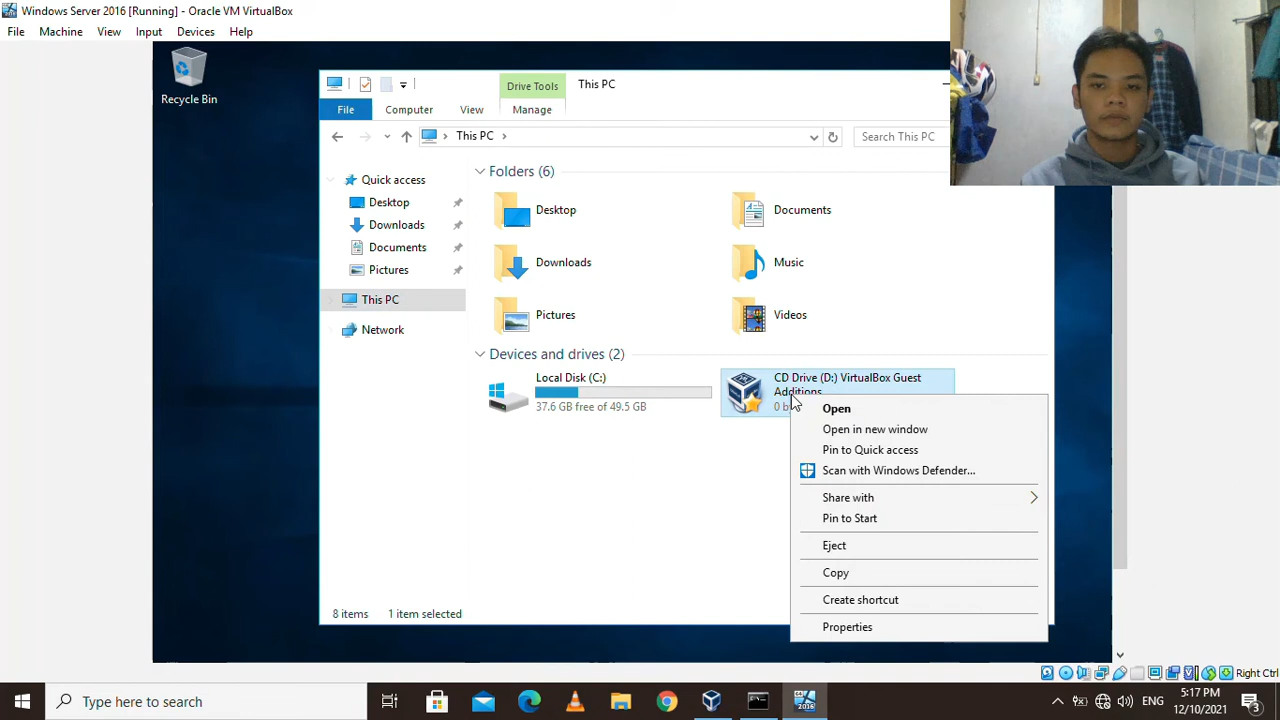 Windows Server 2016 [Running] - Oracle VM VirtualBox
File Machine View Input Devices Help
Recycle Bin
Drive Tools This PC
File Computer View Manage
This PC
Search This PC
Quick access
Desktop
Downloads
Documents
Pictures
This PC
Network
Folders (6)
Desktop Documents
Downloads Music
Pictures Videos
Devices and drives (2)
Local Disk (C:)
37.6 GB free of 49.5 GB
CD Drive (D:) VirtualBox Guest
Additions
Open
Open in new window
Pin to Quick access
Scan with Windows Defender...
Share with
Pin to Start
Eject
Copy
Create shortcut
Properties
8 items 1 item selected
Right Ctrl
Type here to search
2016
ENG
5:17 PM
12/10/2021
3